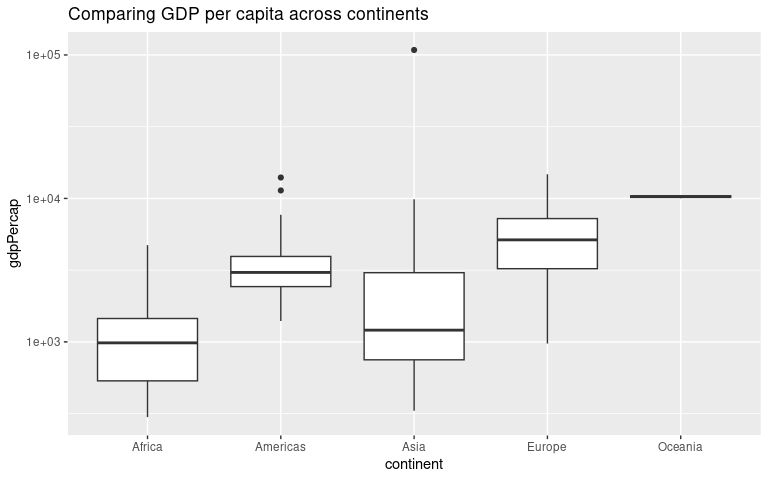 Comparing GDP per capita across continents
1e+05
1e+04
1e+03
gdpPercap
Africa
Americas
Asia
Europe
Oceania
continent